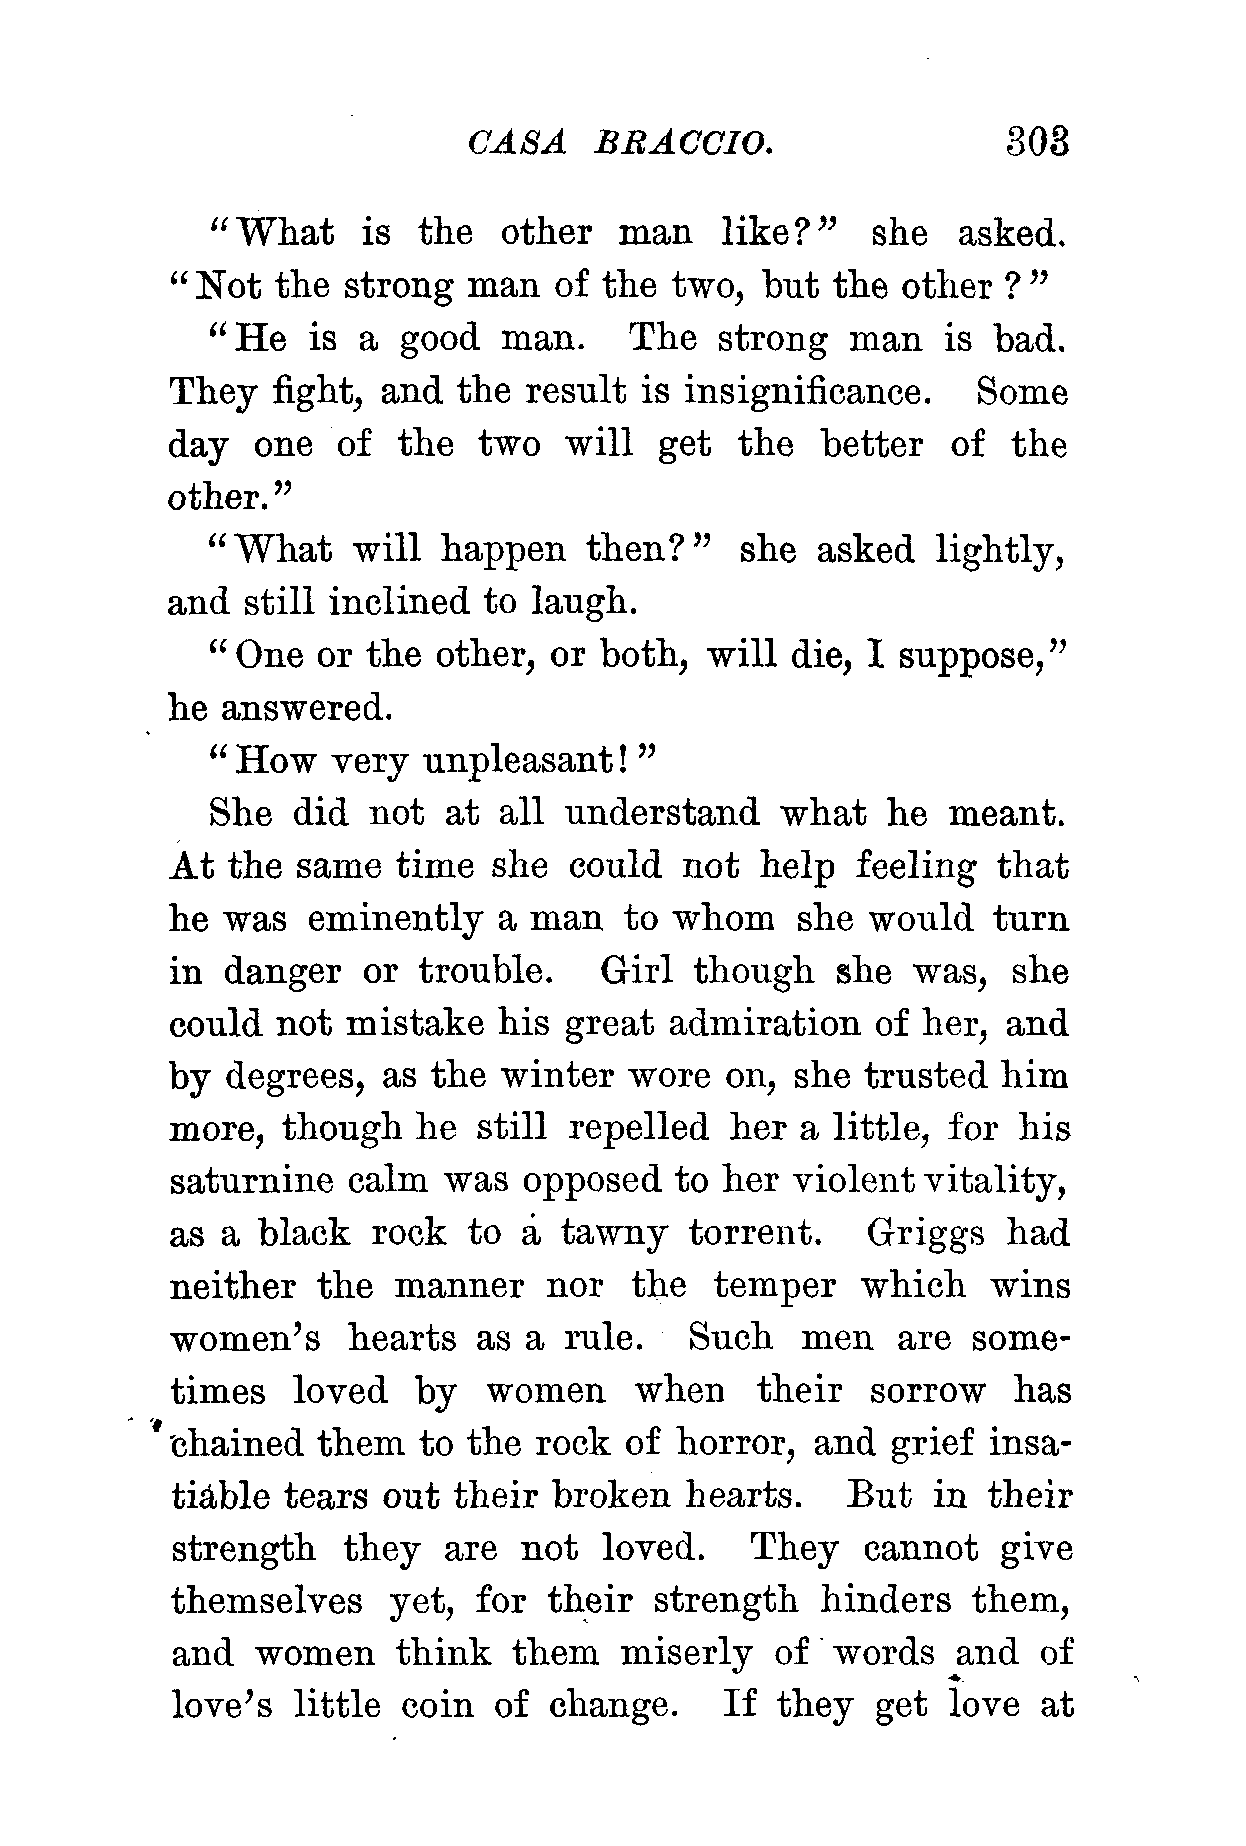 CASA BRACCIO. 303
"What is the other man like?" she asked.
"Not the strong man of the two, but the other?"
"He is a good man. The strong man is bad.
They fight, and the result is insignificance. Some
day one of the two will get the better of the
other."
"What will happen then?" she asked lightly,
and still inclined to laugh.
"One or the other, or both, will die, I suppose,"
he answered.
"How very unpleasant!"
She did not at all understand what he meant.
At the same time she could not help feeling that
he was eminently a man to whom she would turn
in danger or trouble. Girl though she was, she
could not mistake his great admiration of her, and
by degrees, as the winter wore on, she trusted him
more, though he still repelled her a little, for his
saturnine calm was opposed to her violent vitality,
as a black rock to a tawny torrent. Griggs had
neither the manner nor the temper which wins
women's hearts as a rule. Such men are some-
times loved by women when their sorrow has
chained them to the rock of horror, and grief insa-
tiable tears out their broken hearts. But in their
strength they are not loved. They cannot give
themselves yet, for their strength hinders them,
and women think them miserly of words and of
love's little coin of change. If they get love at